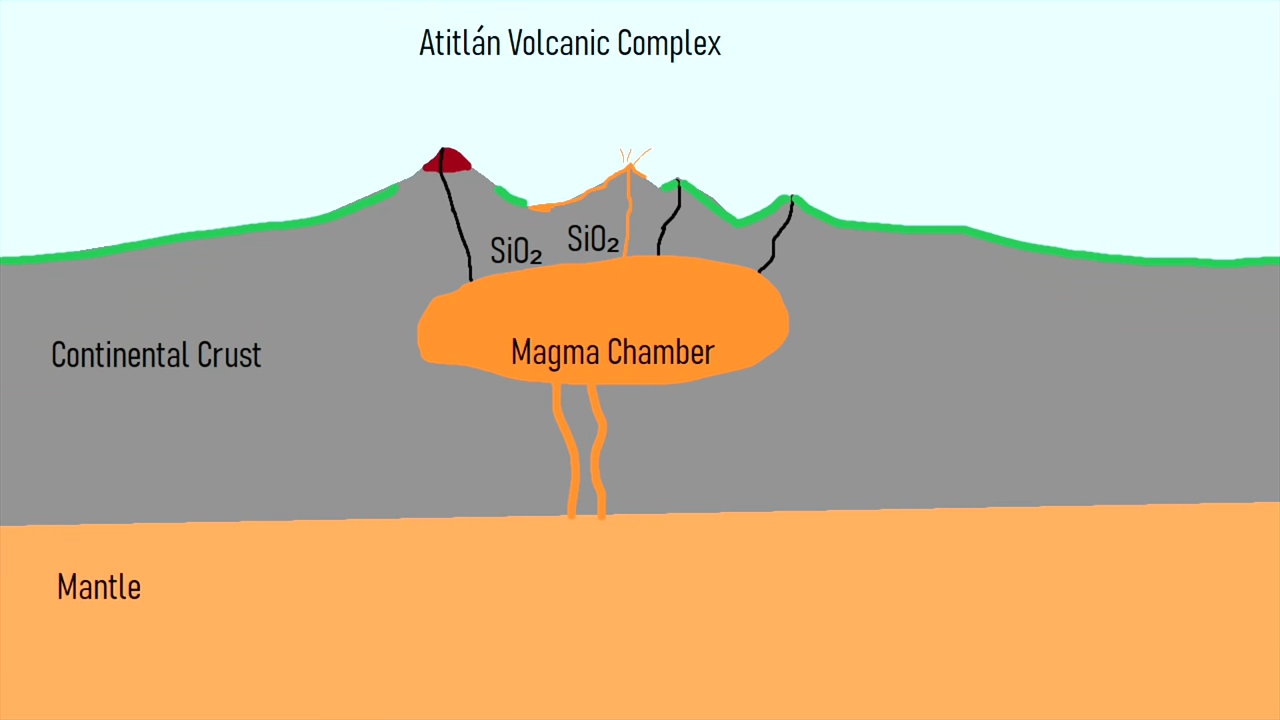 Atitlán Volcanic Complex
SiO₂
SiO₂
Continental Crust
Magma Chamber
Mantle